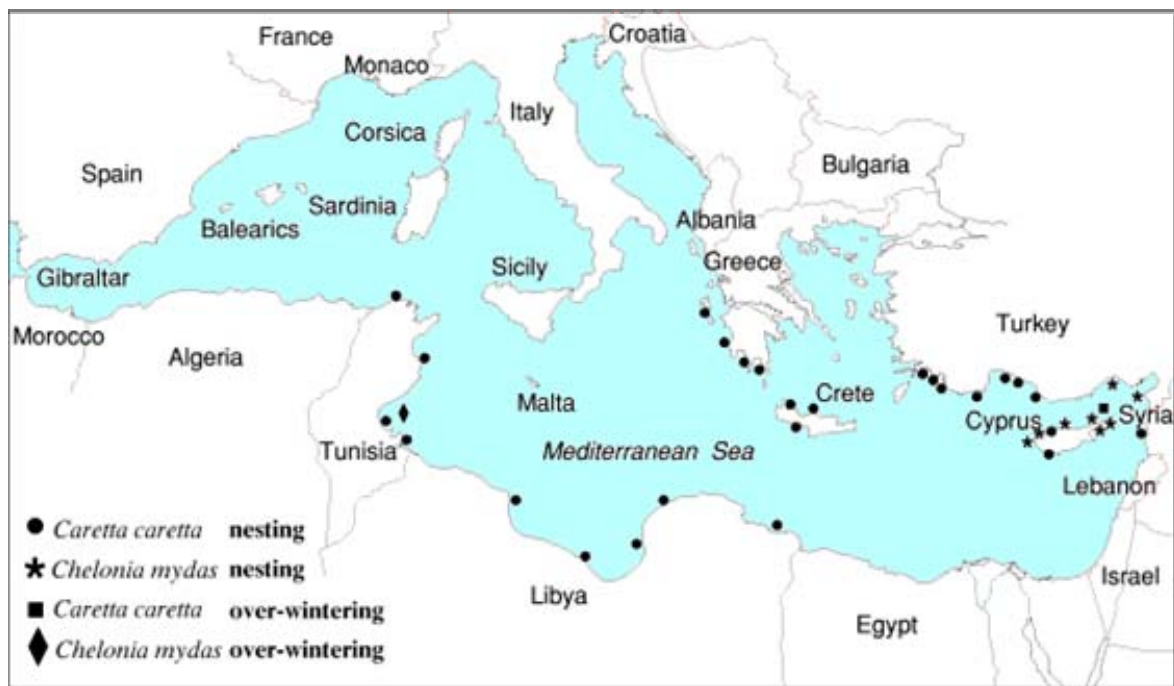 Croatia
France
Monaco
Italy
Corsica
Bulgaria
Spain
Sardinia
Albania
Balearics
Greece
Sicily
Gibraltar
Turkey
Morocco
Algeria
Crete
Malta
Cyprus
Syria
Tunisia
Mediterranean Sea
Lebanon
Caretta caretta nesting
Chelonia mydas nesting
Israel
Libya
Caretta caretta over-wintering
Egypt
Chelonia mydas over-wintering